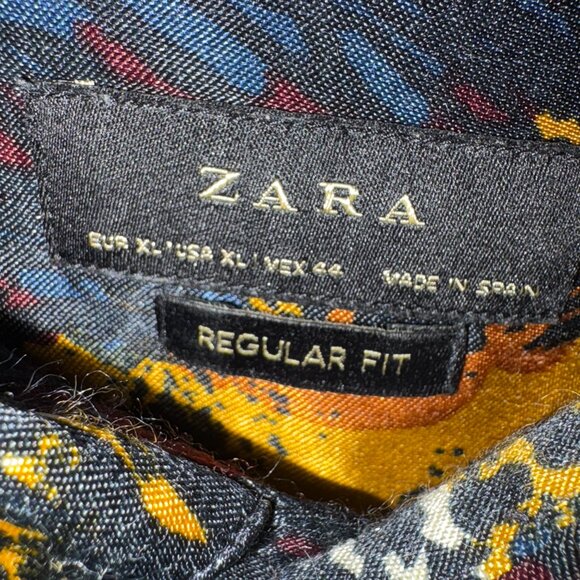 ZARA
EUR XL / USA XL / MEX 44 MADE IN SPAIN
REGULAR FIT